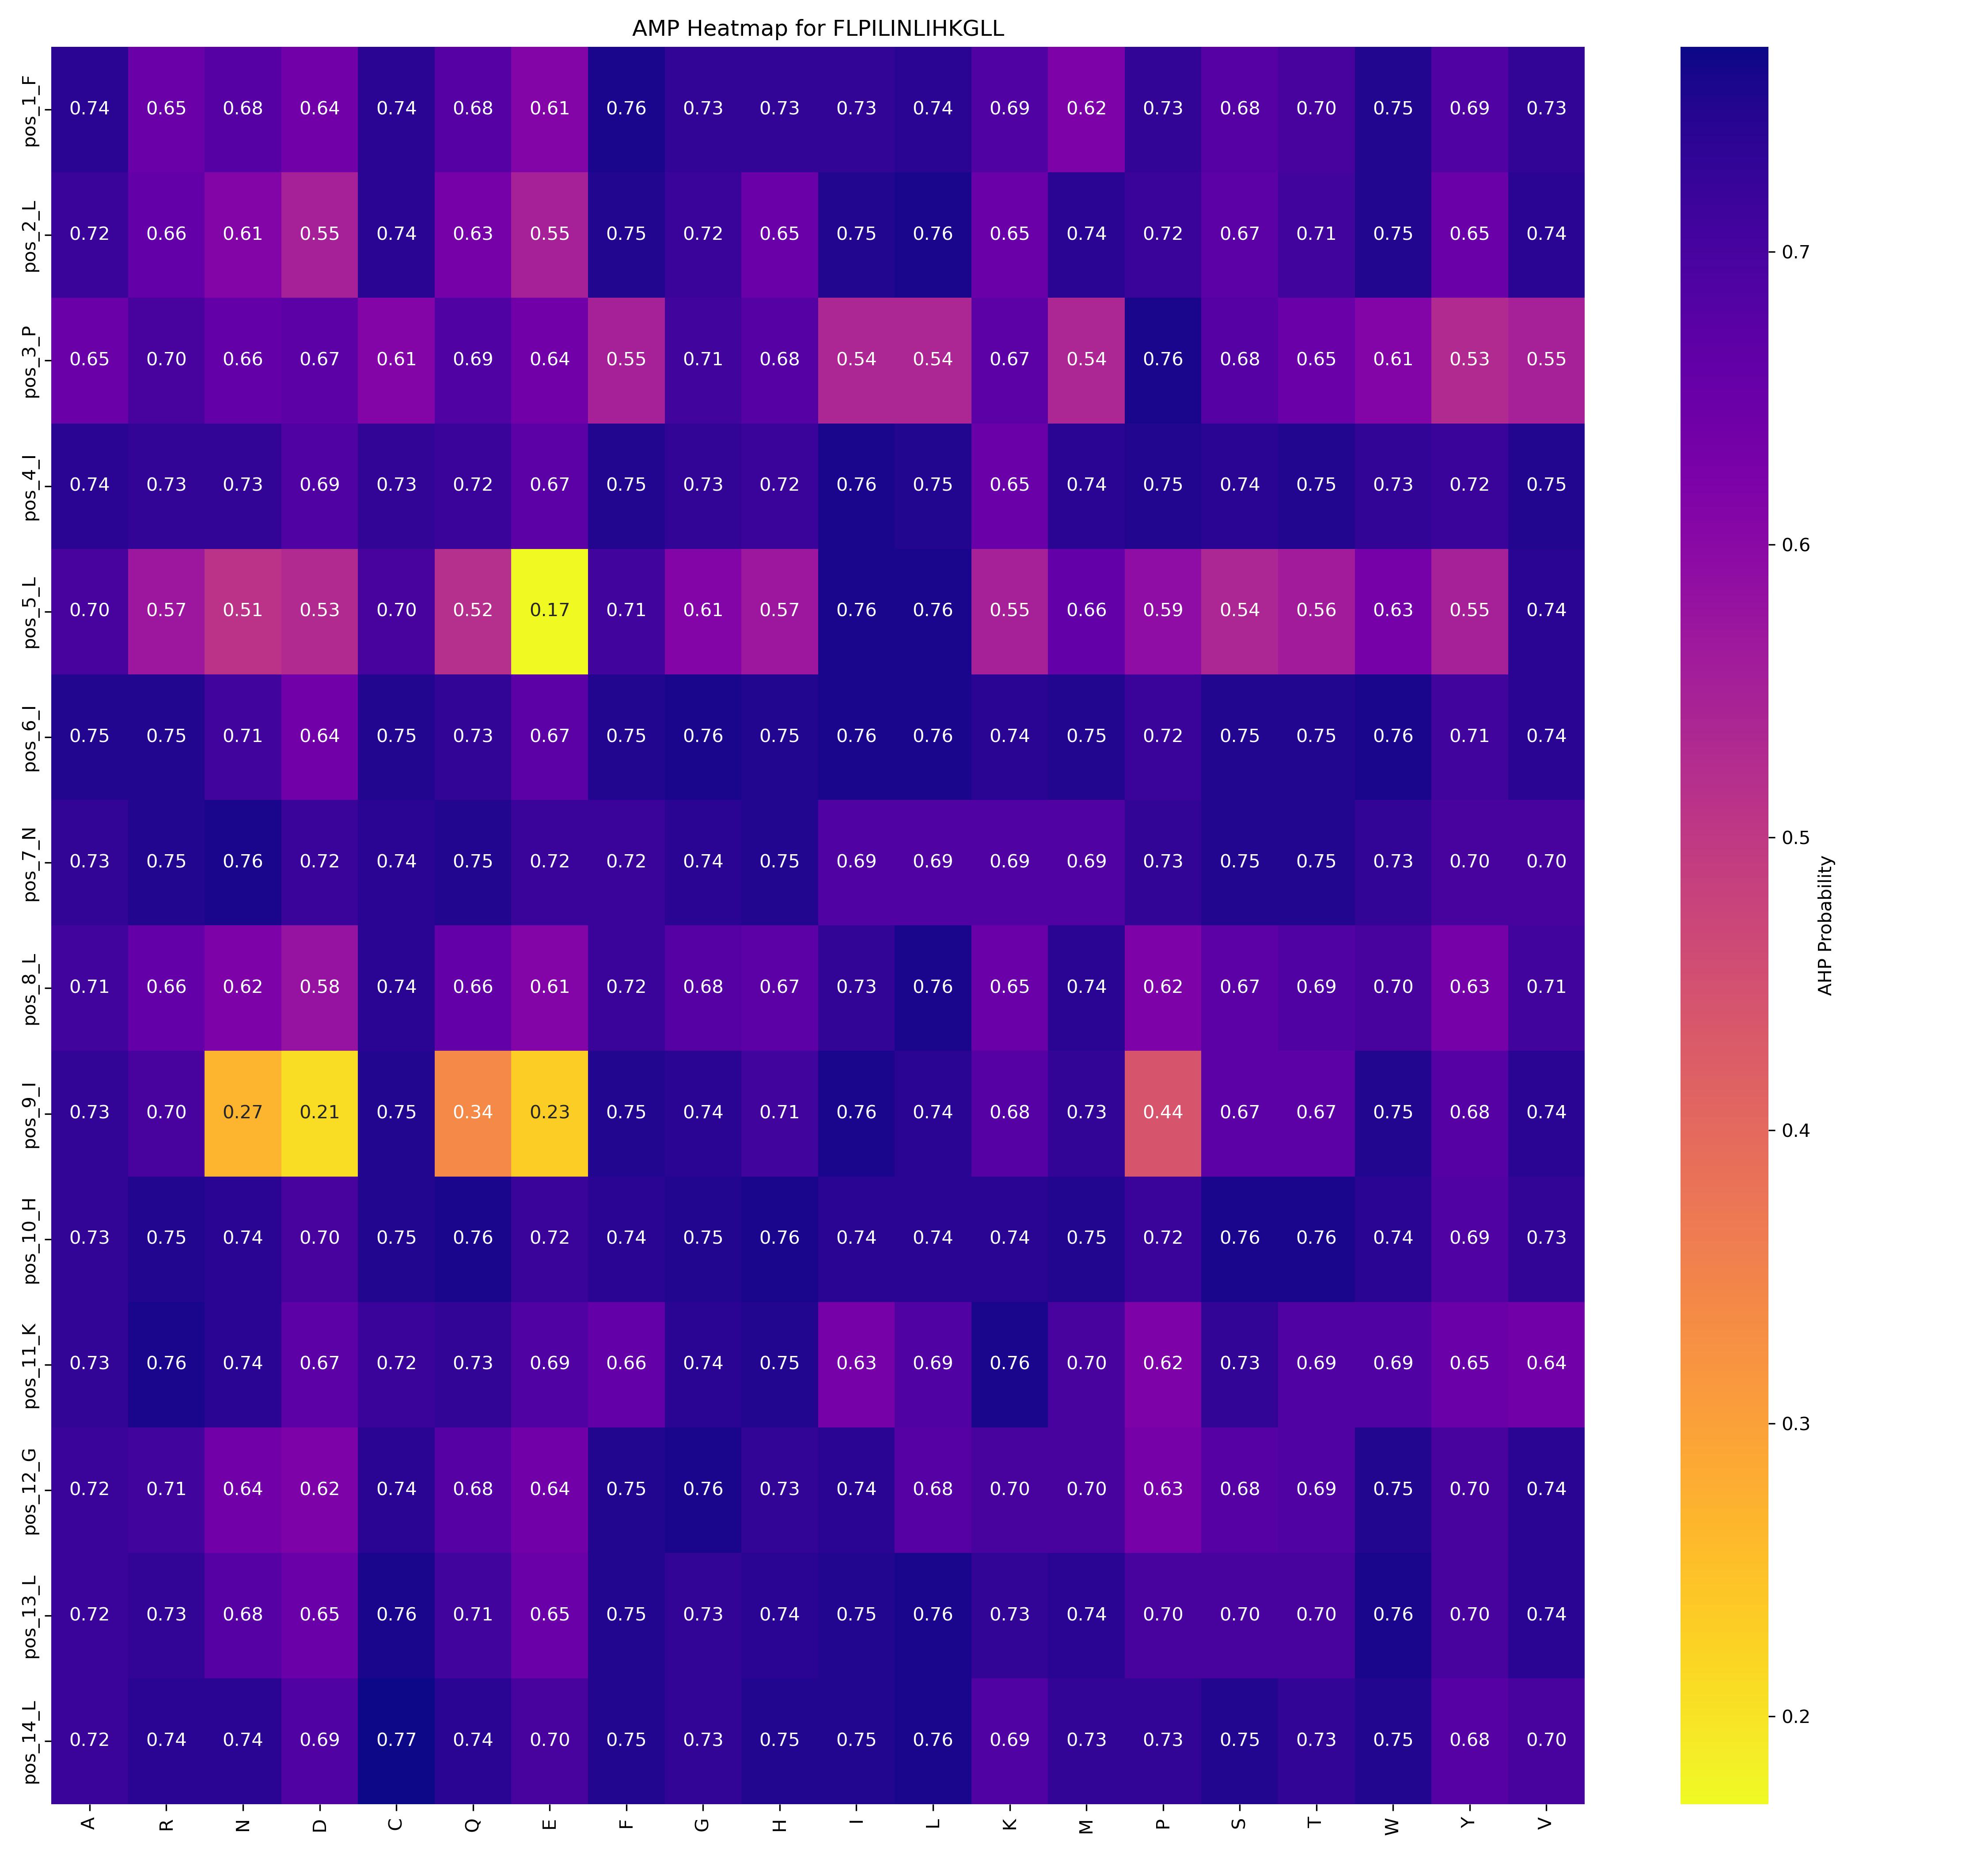 AMP Heatmap for FLPILINLIHKGLL
pos_1_F 0.74 0.65 0.68 0.64 0.74 0.68 0.61 0.76 0.73 0.73 0.73 0.74 0.69 0.62 0.73 0.68 0.70 0.75 0.69 0.73
pos_2_L 0.72 0.66 0.61 0.55 0.74 0.63 0.55 0.75 0.72 0.65 0.75 0.76 0.65 0.74 0.72 0.67 0.71 0.75 0.65 0.74
pos_3_P 0.65 0.70 0.66 0.67 0.61 0.69 0.64 0.55 0.71 0.68 0.54 0.54 0.67 0.54 0.76 0.68 0.65 0.61 0.53 0.55
pos_4_I 0.74 0.73 0.73 0.69 0.73 0.72 0.67 0.75 0.73 0.72 0.76 0.75 0.65 0.74 0.75 0.74 0.75 0.73 0.72 0.75
pos_5_L 0.70 0.57 0.51 0.53 0.70 0.52 0.17 0.71 0.61 0.57 0.76 0.76 0.55 0.66 0.59 0.54 0.56 0.63 0.55 0.74
pos_6_I 0.75 0.75 0.71 0.64 0.75 0.73 0.67 0.75 0.76 0.75 0.76 0.76 0.74 0.75 0.72 0.75 0.75 0.76 0.71 0.74
pos_7_N 0.73 0.75 0.76 0.72 0.74 0.75 0.72 0.72 0.74 0.75 0.69 0.69 0.69 0.69 0.73 0.75 0.75 0.73 0.70 0.70
pos_8_L 0.71 0.66 0.62 0.58 0.74 0.66 0.61 0.72 0.68 0.67 0.73 0.76 0.65 0.74 0.62 0.67 0.69 0.70 0.63 0.71
pos_9_I 0.73 0.70 0.27 0.21 0.75 0.34 0.23 0.75 0.74 0.71 0.76 0.74 0.68 0.73 0.44 0.67 0.67 0.75 0.68 0.74
pos_10_H 0.73 0.75 0.74 0.70 0.75 0.76 0.72 0.74 0.75 0.76 0.74 0.74 0.74 0.75 0.72 0.76 0.76 0.74 0.69 0.73
pos_11_K 0.73 0.76 0.74 0.67 0.72 0.73 0.69 0.66 0.74 0.75 0.63 0.69 0.76 0.70 0.62 0.73 0.69 0.69 0.65 0.64
pos_12_G 0.72 0.71 0.64 0.62 0.74 0.68 0.64 0.75 0.76 0.73 0.74 0.68 0.70 0.70 0.63 0.68 0.69 0.75 0.70 0.74
pos_13_L 0.72 0.73 0.68 0.65 0.76 0.71 0.65 0.75 0.73 0.74 0.75 0.76 0.73 0.74 0.70 0.70 0.70 0.76 0.70 0.74
pos_14_L 0.72 0.74 0.74 0.69 0.77 0.74 0.70 0.75 0.73 0.75 0.75 0.76 0.69 0.73 0.73 0.75 0.73 0.75 0.68 0.70
A R N D C Q E F G H I L K M P S T W Y V
0.7
0.6
0.5
0.4
0.3
0.2
AHP Probability